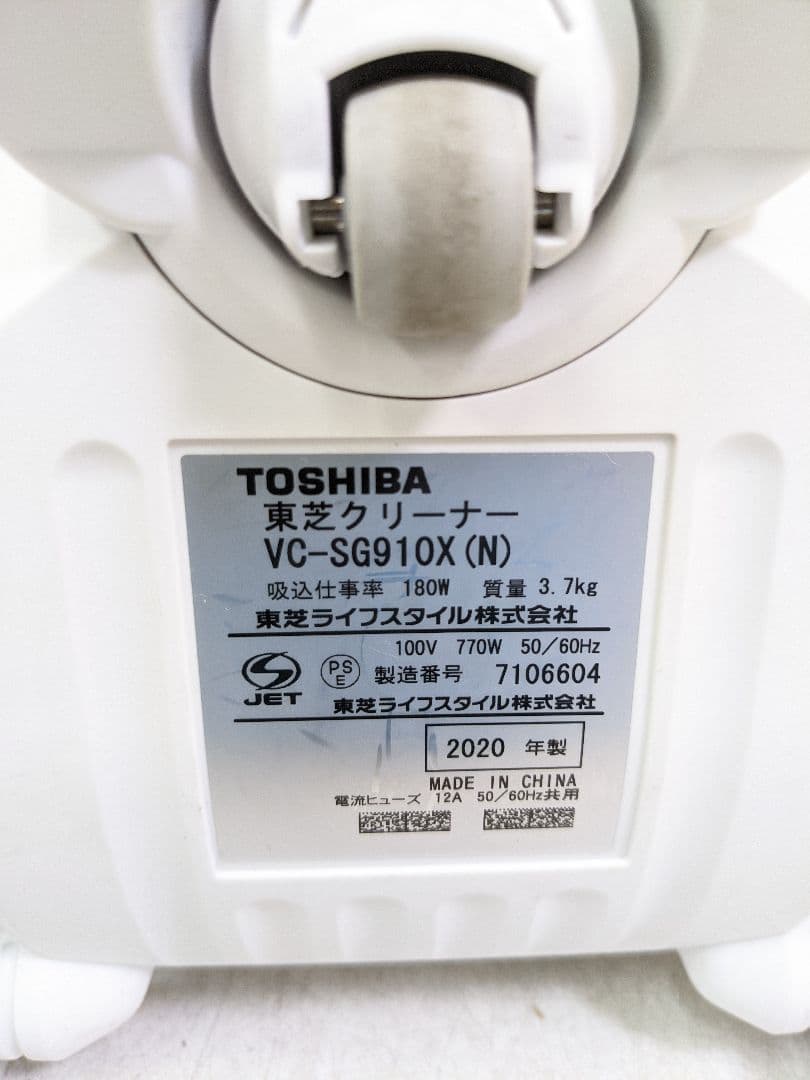 TOSHIBA
東芝クリーナー
VC-SG910X(N)
吸込仕事率 180W 質量 3.7kg
東芝ライフスタイル株式会社
100V 770W 50/60Hz
JET PSE 製造番号 7106604
東芝ライフスタイル株式会社
2020 年製
MADE IN CHINA
電流ヒューズ 12A 50/60Hz共用